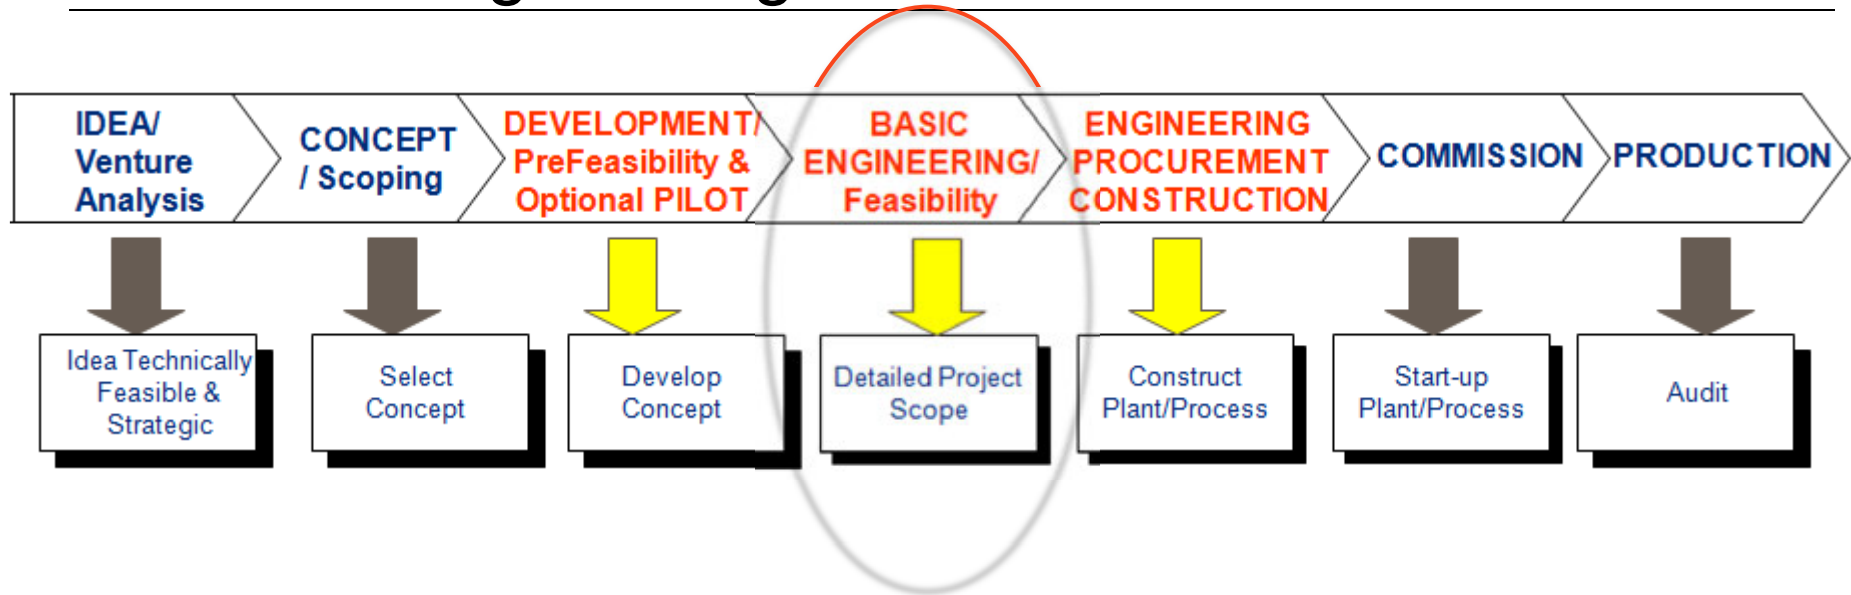 IDEA/
Venture
Analysis
CONCEPT
/ Scoping
DEVELOPMENT/
PreFeasibility &
Optional PILOT
BASIC
ENGINEERING/
Feasibility
ENGINEERING
PROCUREMENT
CONSTRUCTION
COMMISSION
PRODUCTION
Idea Technically
Feasible &
Strategic
Select
Concept
Develop
Concept
Detailed Project
Scope
Construct
Plant/Process
Start-up
Plant/Process
Audit